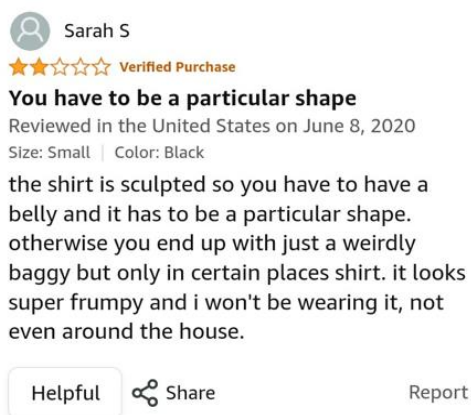 Sarah S
Verified Purchase
You have to be a particular shape
Reviewed in the United States on June 8, 2020
Size: Small | Color: Black
the shirt is sculpted so you have to have a
belly and it has to be a particular shape.
otherwise you end up with just a weirdly
baggy but only in certain places shirt. it looks
super frumpy and i won't be wearing it, not
even around the house.
Helpful Share Report